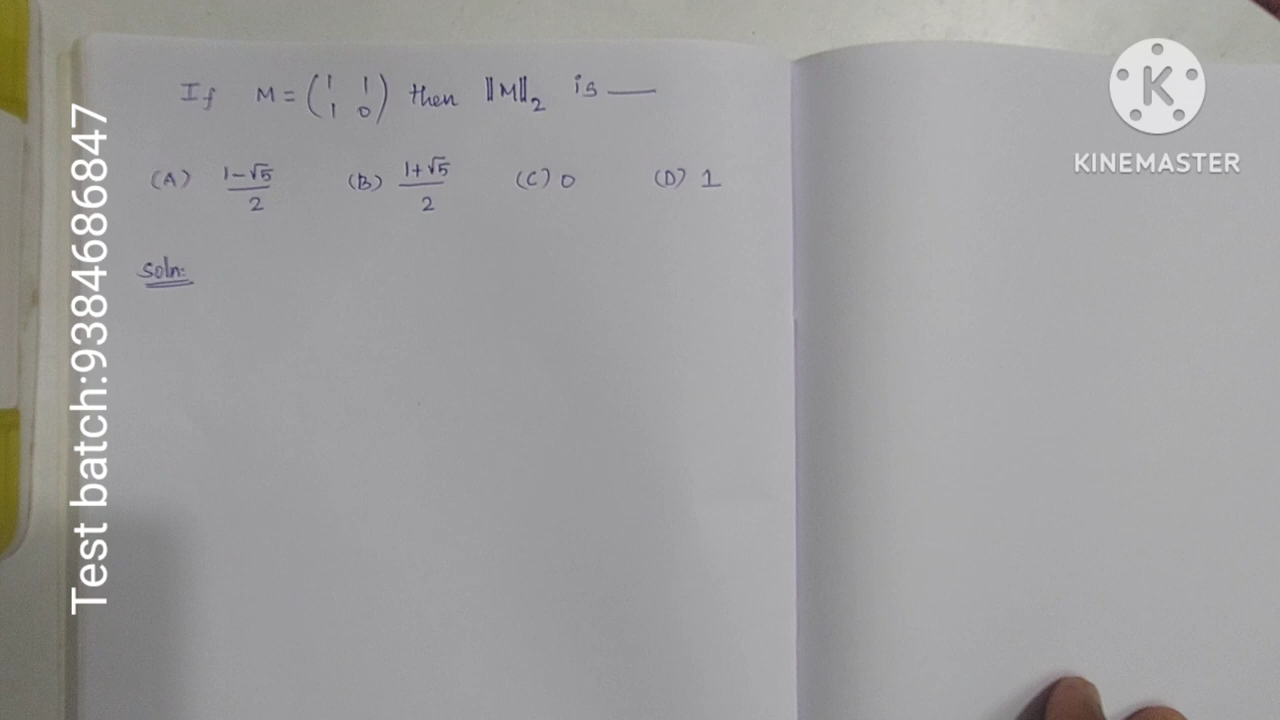 If M = ( 1 1
1 0 ) then ‖M‖₂ is ___
(A) 1-√5/2 (B) 1+√5/2 (C) 0 (D) 1
Soln:
Test batch:9384686847
K
KINEMASTER